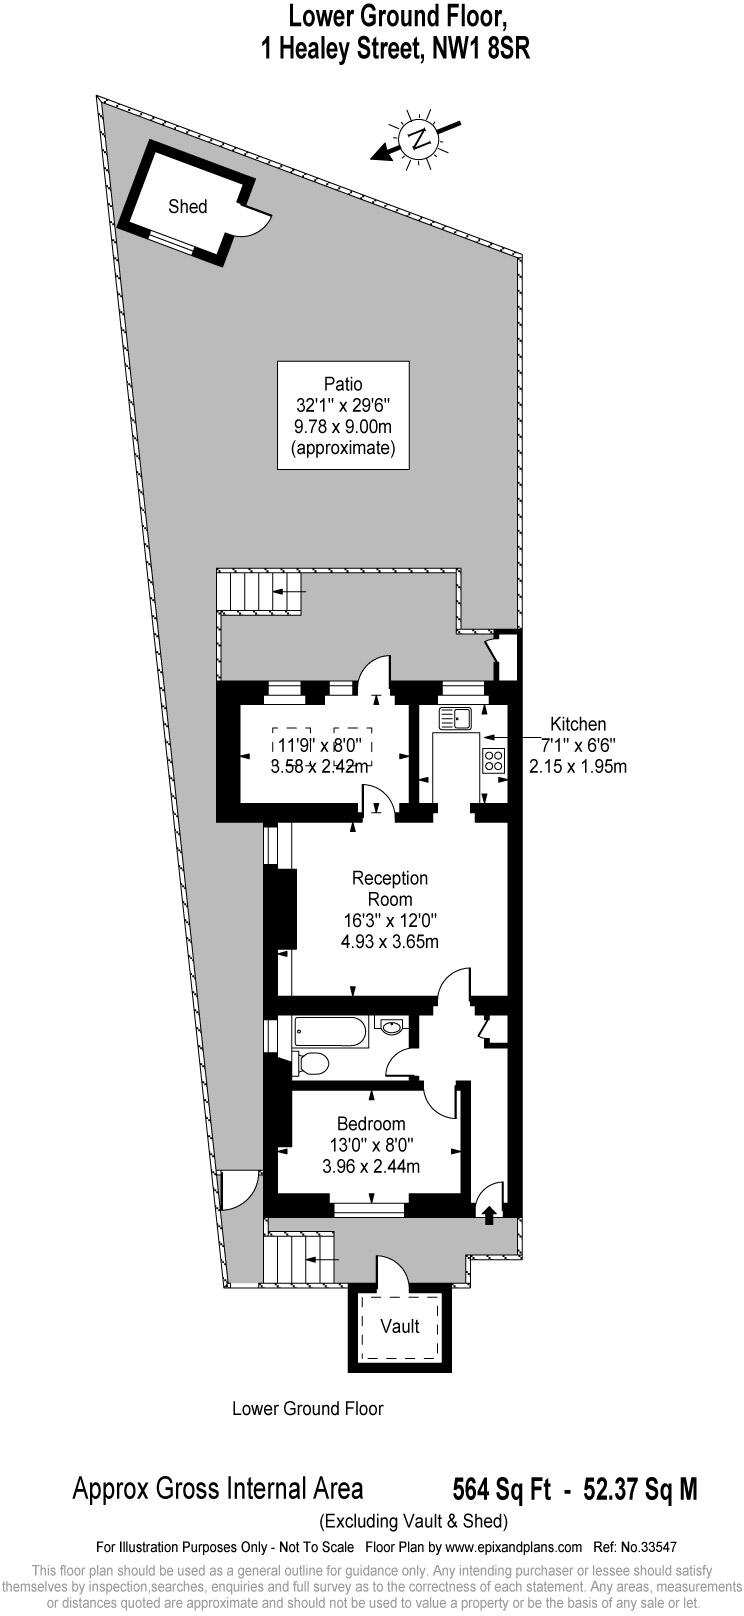 Lower Ground Floor,
1 Healey Street, NW1 8SR
N
Shed
Patio
32'1" x 29'6"
9.78 x 9.00m
(approximate)
11'9" x 8'0"
3.58 x 2.42m
Kitchen
7'1" x 6'6"
2.15 x 1.95m
Reception
Room
16'3" x 12'0"
4.93 x 3.65m
Bedroom
13'0" x 8'0"
3.96 x 2.44m
Vault
Lower Ground Floor
Approx Gross Internal Area 564 Sq Ft - 52.37 Sq M
(Excluding Vault & Shed)
For Illustration Purposes Only - Not To Scale Floor Plan by www.epixandplans.com Ref: No.33547
This floor plan should be used as a general outline for guidance only. Any intending purchaser or lessee should satisfy
themselves by inspection,searches, enquiries and full survey as to the correctness of each statement. Any areas, measurements
or distances quoted are approximate and should not be used to value a property or be the basis of any sale or let.